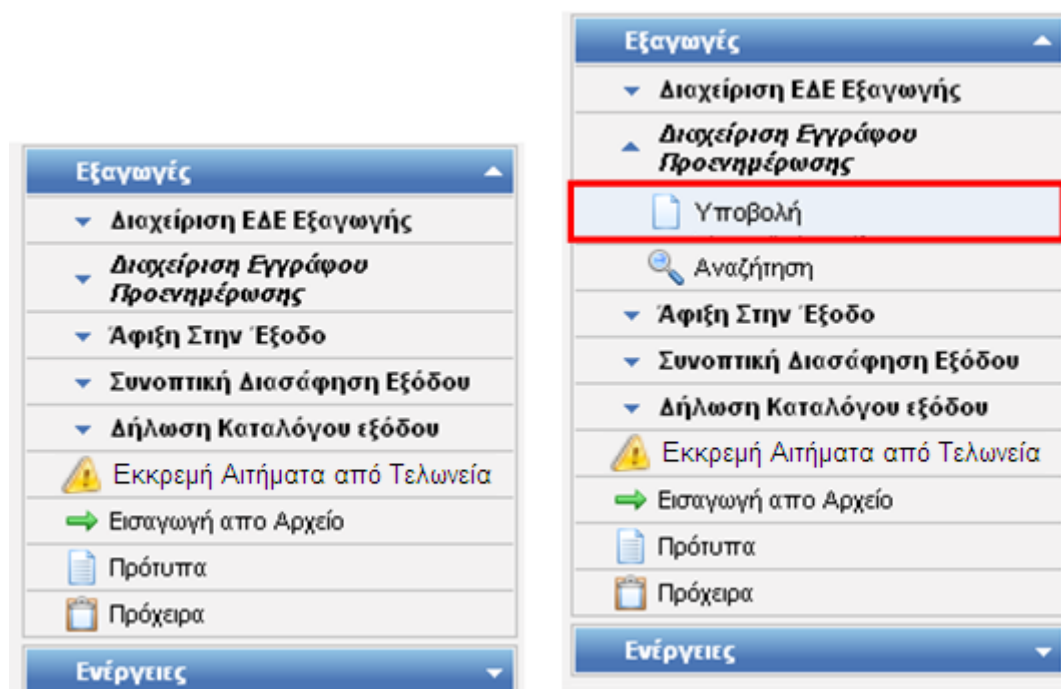 Εξαγωγές
Διαχείριση ΕΔΕ Εξαγωγής
Διαχείριση Εγγράφου
Προενημέρωσης
Άφιξη Στην Έξοδο
Συνοπτική Διασάφηση Εξόδου
Δήλωση Καταλόγου εξόδου
Εκκρεμή Αιτήματα από Τελωνεία
Εισαγωγή απο Αρχείο
Πρότυπα
Πρόχειρα
Ενέργειες
Εξαγωγές
Διαχείριση ΕΔΕ Εξαγωγής
Διαχείριση Εγγράφου
Προενημέρωσης
Υποβολή
Αναζήτηση
Άφιξη Στην Έξοδο
Συνοπτική Διασάφηση Εξόδου
Δήλωση Καταλόγου εξόδου
Εκκρεμή Αιτήματα από Τελωνεία
Εισαγωγή απο Αρχείο
Πρότυπα
Πρόχειρα
Ενέργειες